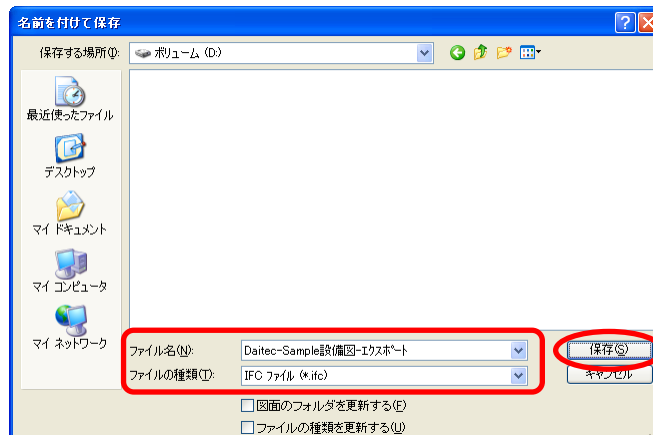 名前を付けて保存
保存する場所(I): ボリューム (D:)
最近使ったファイル
デスクトップ
マイ ドキュメント
マイ コンピュータ
マイ ネットワーク
ファイル名(N): Daitec-Sample設備図-エクスポート 保存(S)
ファイルの種類(T): IFC ファイル (*.ifc) キャンセル
図面のフォルダを更新する(F)
ファイルの種類を更新する(U)